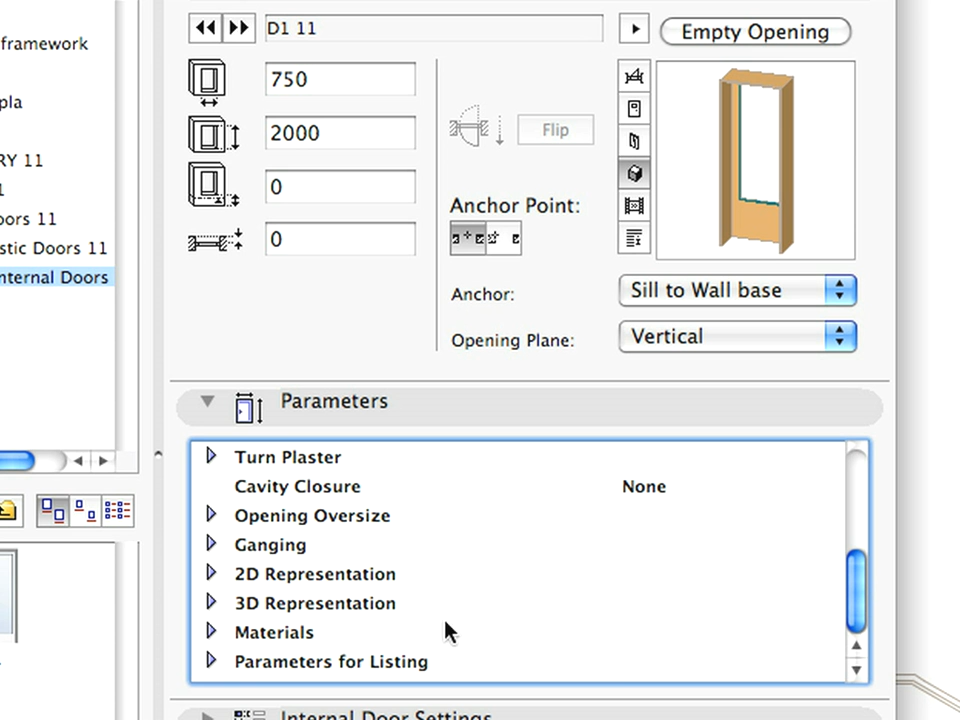 framework
pla
RY 11
1
oors 11
stic Doors 11
nternal Doors
D1 11
Empty Opening
750
2000
0
0
Flip
Anchor Point:
Anchor:
Sill to Wall base
Opening Plane:
Vertical
Parameters
Turn Plaster
Cavity Closure None
Opening Oversize
Ganging
2D Representation
3D Representation
Materials
Parameters for Listing
Internal Door Settings